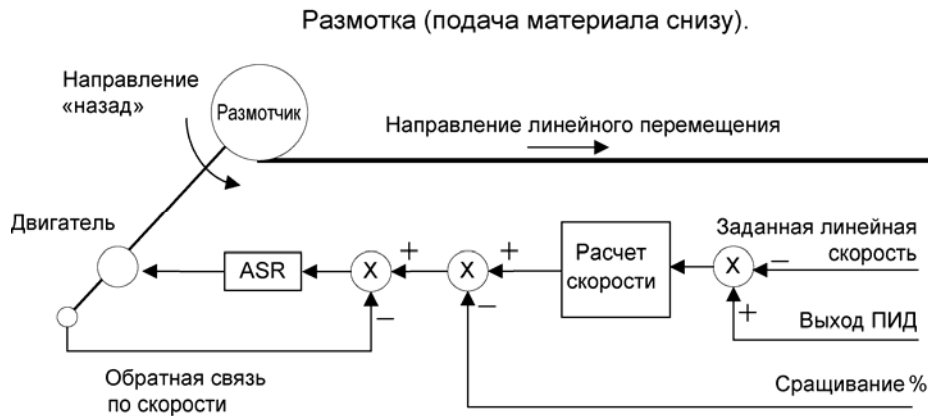 Размотка (подача материала снизу).
Направление
«назад»
Размотчик
Направление линейного перемещения
Двигатель
Заданная линейная
скорость
ASR
X
+
X
–
+
–
Расчет
скорости
X
–
+
Выход ПИД
Обратная связь
по скорости
Сращивание %